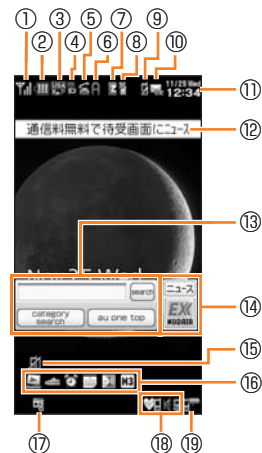 ① ② ③ ④ ⑤ ⑥ ⑦ ⑧ ⑨ ⑩
11/25 Wed
12:34
⑪
通信料無料で待受画面にニュース
⑫
⑬
search
ニュース
category search
au one top
EX
⑭
⑮
⑯
⑰ ⑱ ⑲